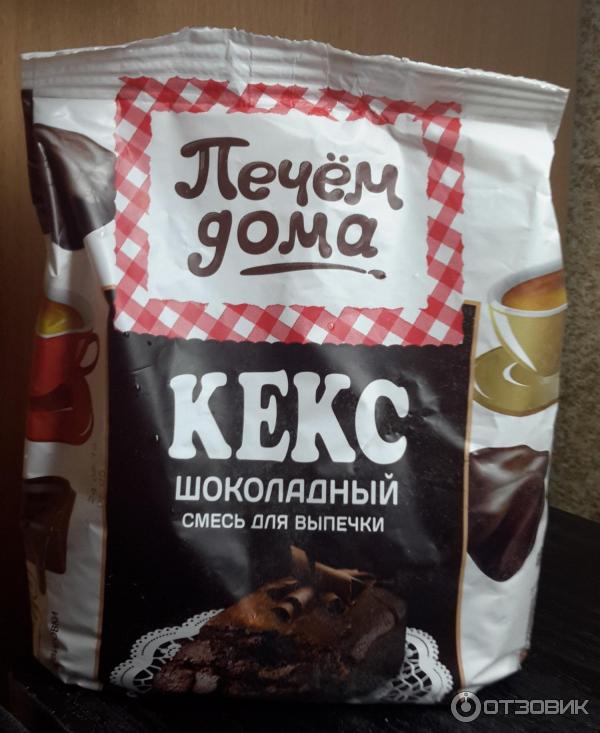 Печём
дома
КЕКС
ШОКОЛАДНЫЙ
СМЕСЬ ДЛЯ ВЫПЕЧКИ
ОТЗОВИК